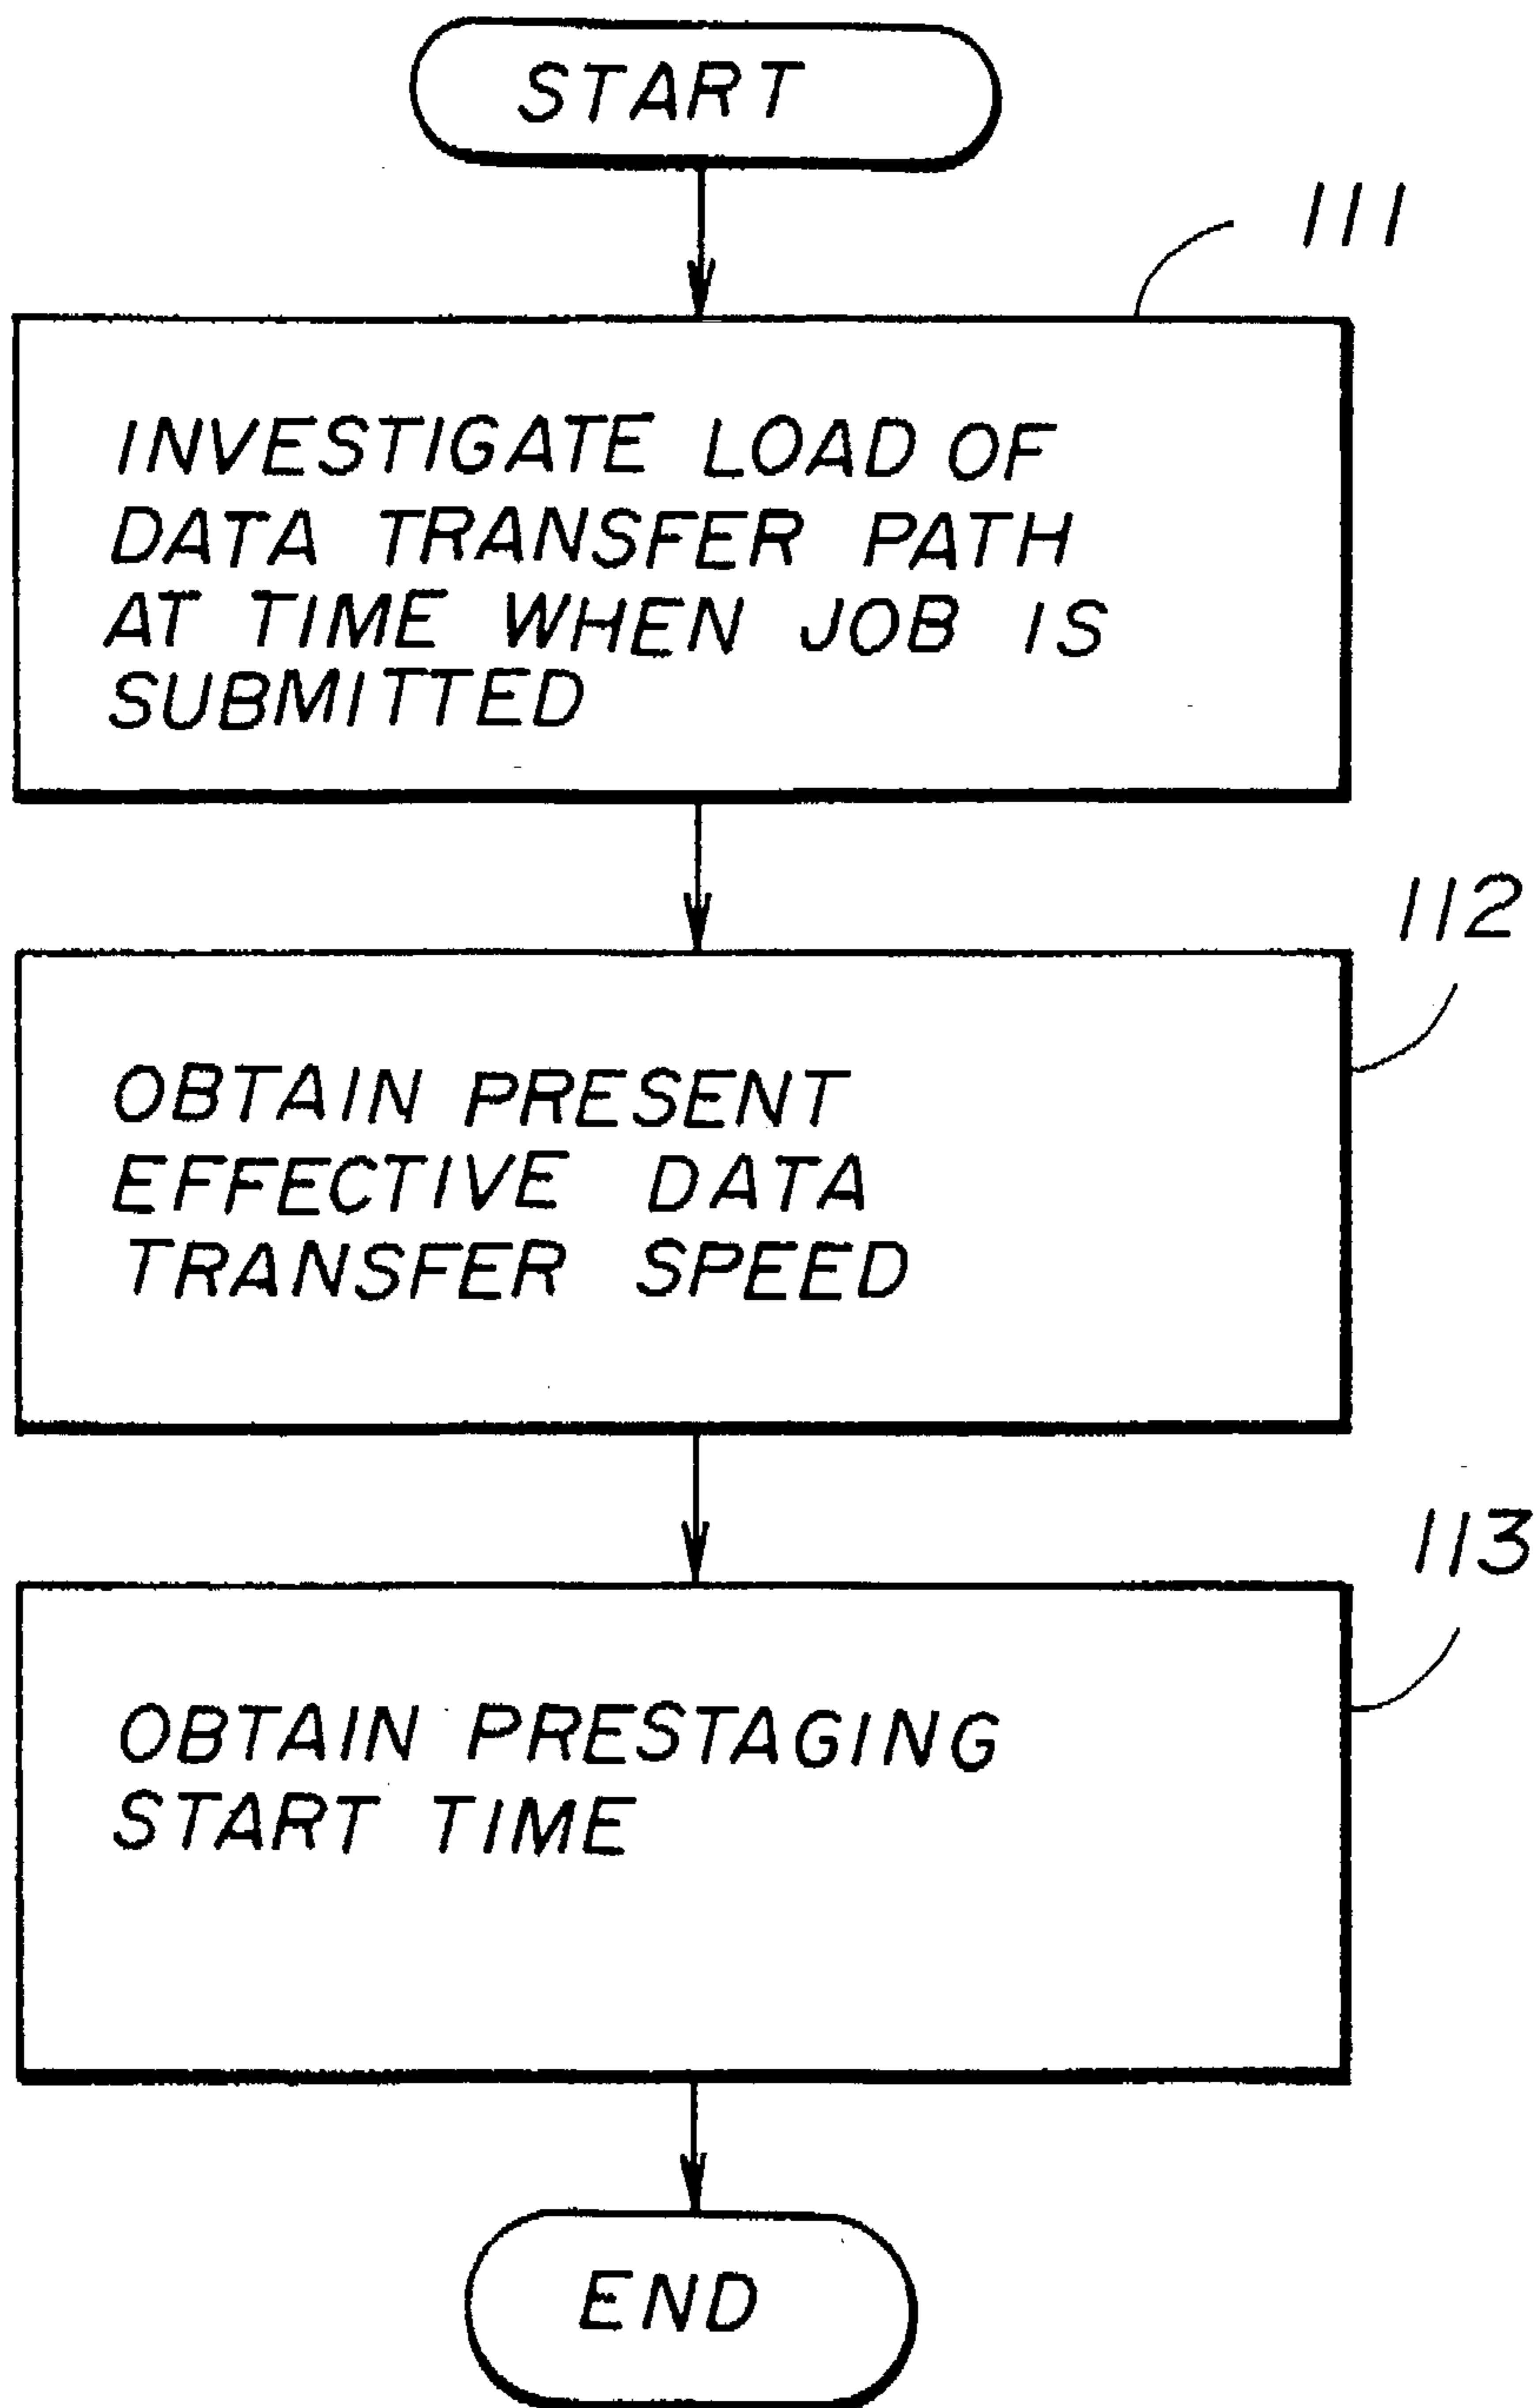 START
111
INVESTIGATE LOAD OF
DATA TRANSFER PATH
AT TIME WHEN JOB IS
SUBMITTED
112
OBTAIN PRESENT
EFFECTIVE DATA
TRANSFER SPEED
113
OBTAIN PRESTAGING
START TIME
END